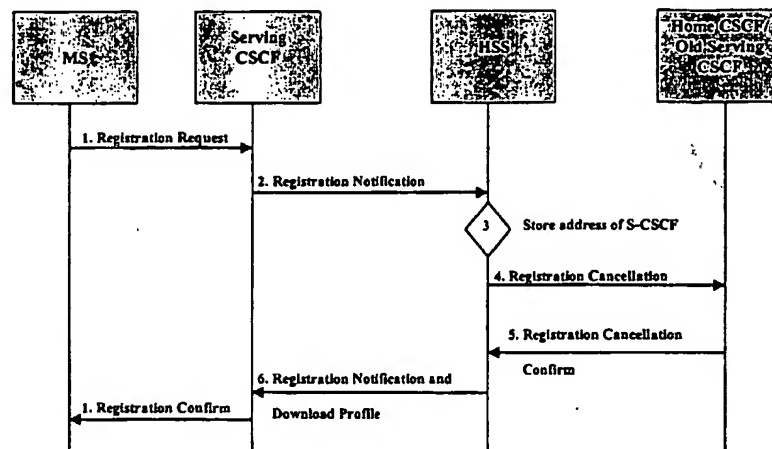 Serving
CSCF
HSS
Home CSCF/
Old Serving
CSCF
1. Registration Request
2. Registration Notification
3
Store address of S-CSCF
4. Registration Cancellation
5. Registration Cancellation
Confirm
6. Registration Notification and
Download Profile
1. Registration Confirm